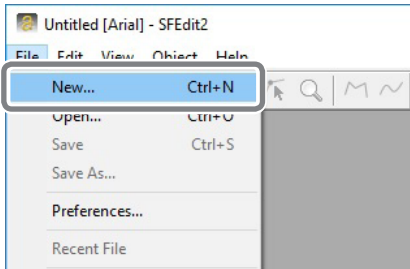 Untitled [Arial] - SFEdit2
File Edit View Object Help
New... Ctrl+N
Open... Ctrl+O
Save Ctrl+S
Save As...
Preferences...
Recent File